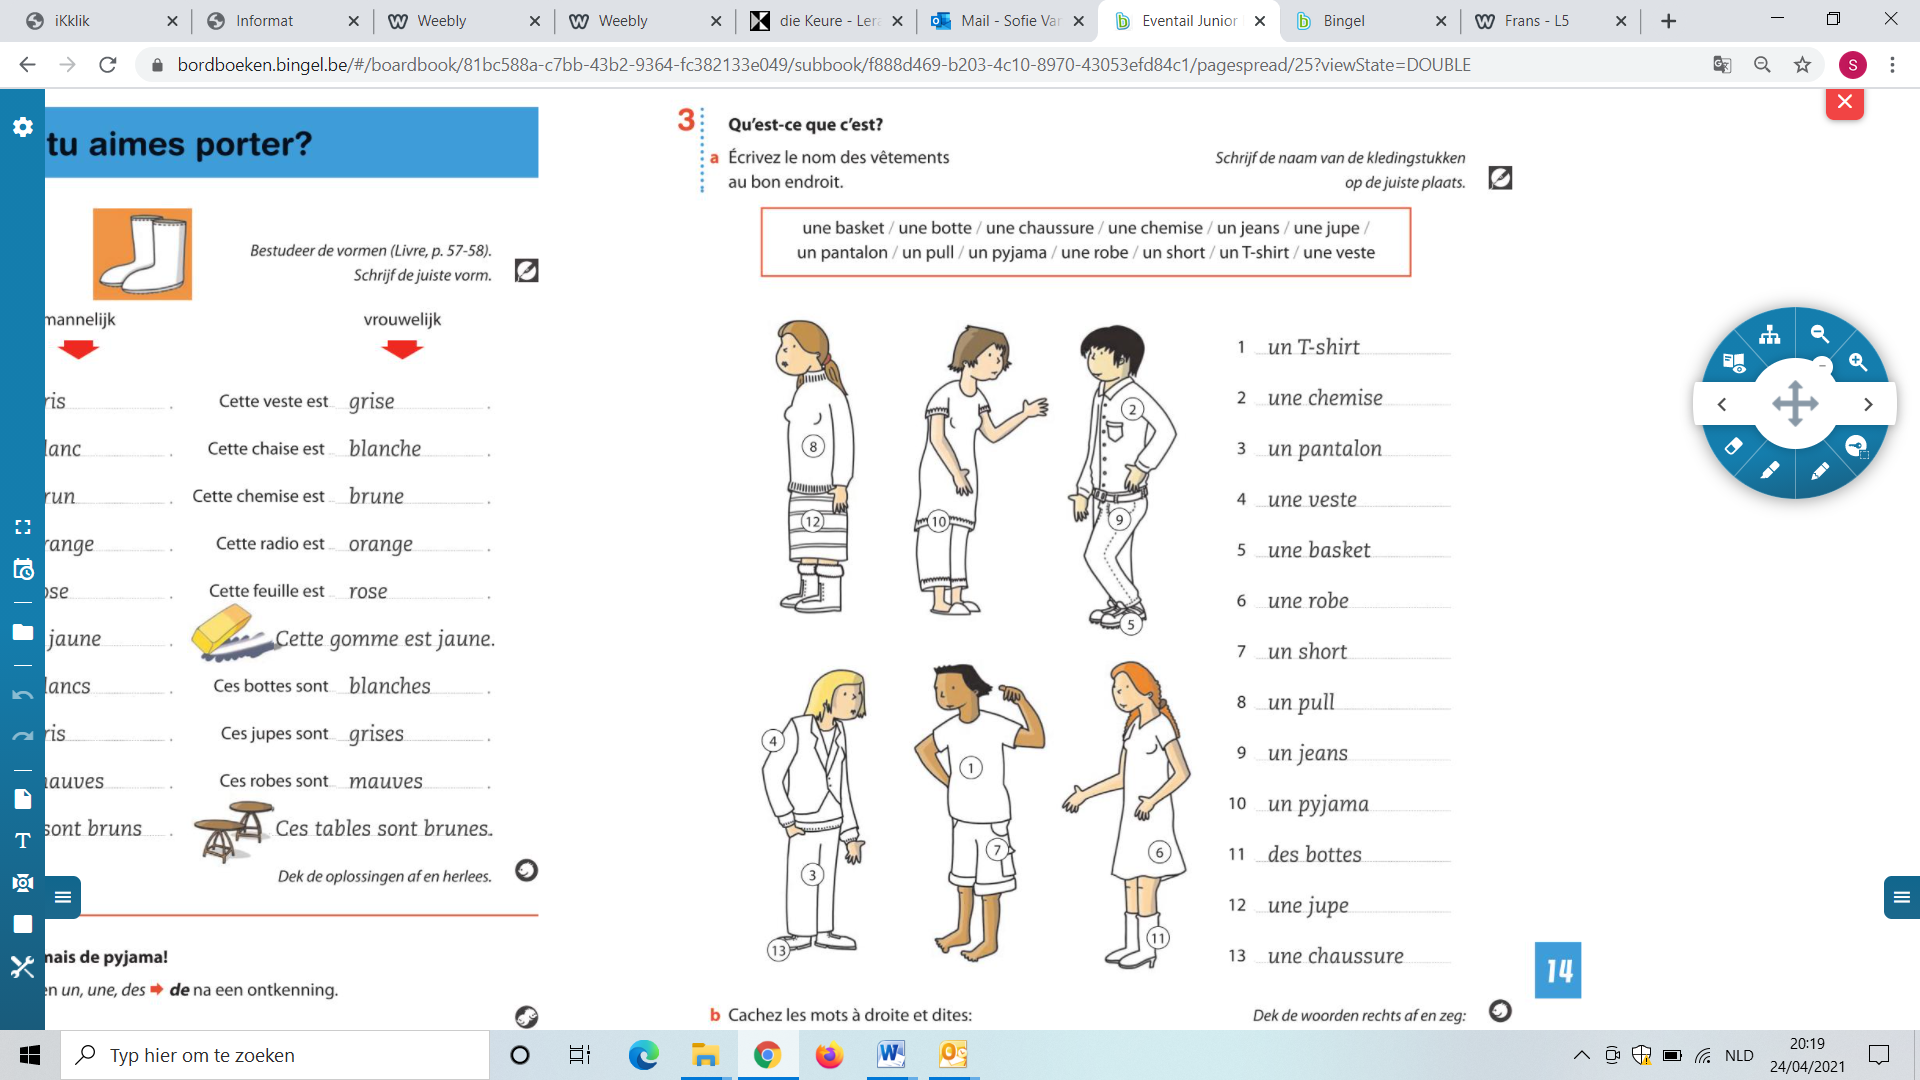 iKklik
Informat
Weebly
Weebly
die Keure - Lera
Mail - Sofie Var
Eventail Junior
Bingel
Frans - L5
bordboeken.bingel.be/#/boardbook/81bc588a-c7bb-43b2-9364-fc382133e049/subbook/f888d469-b203-4c10-8970-43053efd84c1/pagespread/25?viewState=DOUBLE
S
tu aimes porter?
Bestudeer de vormen (Livre, p. 57-58).
Schrijf de juiste vorm.
mannelijk vrouwelijk
ris . Cette veste est grise .
lanc . Cette chaise est blanche .
run . Cette chemise est brune .
range . Cette radio est orange .
ose . Cette feuille est rose .
jaune . Cette gomme est jaune.
lancs . Ces bottes sont blanches .
ris . Ces jupes sont grises .
mauves . Ces robes sont mauves .
sont bruns . Ces tables sont brunes.
Dek de oplossingen af en herlees.
mais de pyjama!
en un, une, des de na een ontkenning.
3 Qu'est-ce que c'est?
a Écrivez le nom des vêtements
au bon endroit.
Schrijf de naam van de kledingstukken
op de juiste plaats.
une basket / une botte / une chaussure / une chemise / un jeans / une jupe /
un pantalon / un pull / un pyjama / une robe / un short / un T-shirt / une veste
2
8
12
10
9
5
4
1
7
6
3
11
13
1 un T-shirt
2 une chemise
3 un pantalon
4 une veste
5 une basket
6 une robe
7 un short
8 un pull
9 un jeans
10 un pyjama
11 des bottes
12 une jupe
13 une chaussure
14
b Cachez les mots à droite et dites:
Dek de woorden rechts af en zeg:
Typ hier om te zoeken
NLD
20:19
24/04/2021